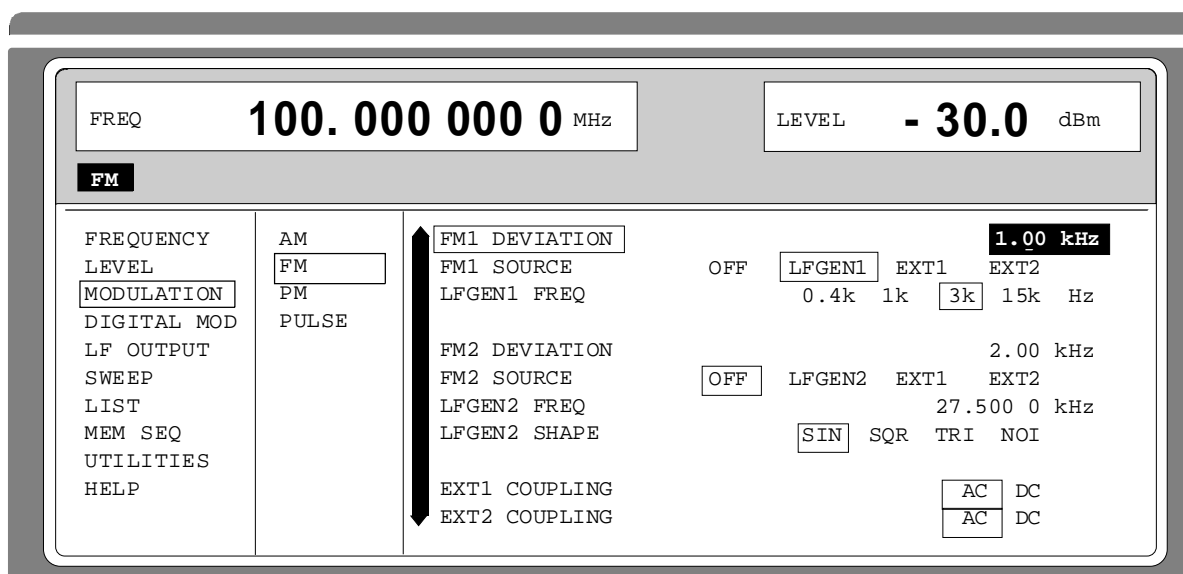 FREQ 100. 000 000 0 MHz LEVEL - 30.0 dBm
FM
FREQUENCY AM FM1 DEVIATION 1.00 kHz
LEVEL FM FM1 SOURCE OFF LFGEN1 EXT1 EXT2
MODULATION PM LFGEN1 FREQ 0.4k 1k 3k 15k Hz
DIGITAL MOD PULSE
LF OUTPUT FM2 DEVIATION 2.00 kHz
SWEEP FM2 SOURCE OFF LFGEN2 EXT1 EXT2
LIST LFGEN2 FREQ 27.500 0 kHz
MEM SEQ LFGEN2 SHAPE SIN SQR TRI NOI
UTILITIES
HELP EXT1 COUPLING AC DC
EXT2 COUPLING AC DC